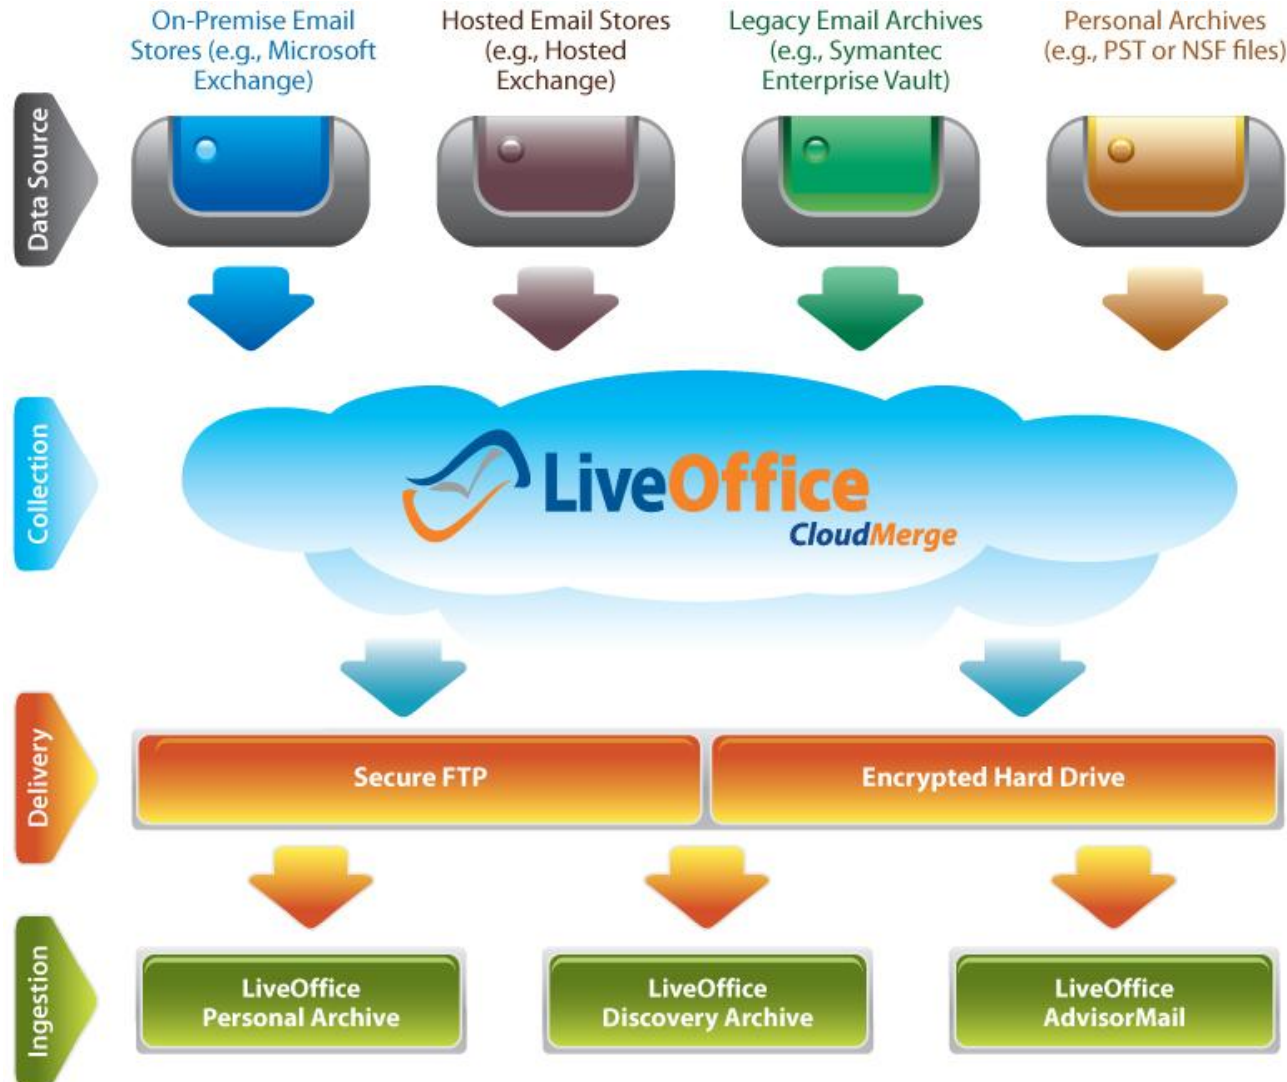 On-Premise Email
Stores (e.g., Microsoft
Exchange)
Hosted Email Stores
(e.g., Hosted
Exchange)
Legacy Email Archives
(e.g., Symantec
Enterprise Vault)
Personal Archives
(e.g., PST or NSF files)
Data Source
Collection
LiveOffice
CloudMerge
Delivery
Secure FTP
Encrypted Hard Drive
Ingestion
LiveOffice
Personal Archive
LiveOffice
Discovery Archive
LiveOffice
AdvisorMail